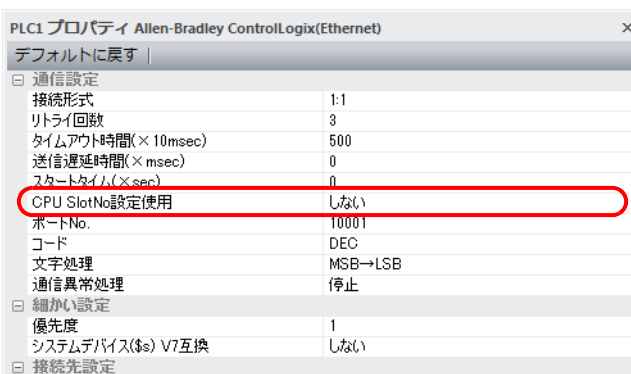 PLC1 プロパティ Allen-Bradley ControlLogix(Ethernet) ×
デフォルトに戻す
通信設定
接続形式 1:1
リトライ回数 3
タイムアウト時間(×10msec) 500
送信遅延時間(×msec) 0
スタートタイム(×sec) 0
CPU SlotNo設定使用 しない
ポートNo. 10001
コード DEC
文字処理 MSB→LSB
通信異常処理 停止
細かい設定
優先度 1
システムデバイス($s) V7互換 しない
接続先設定